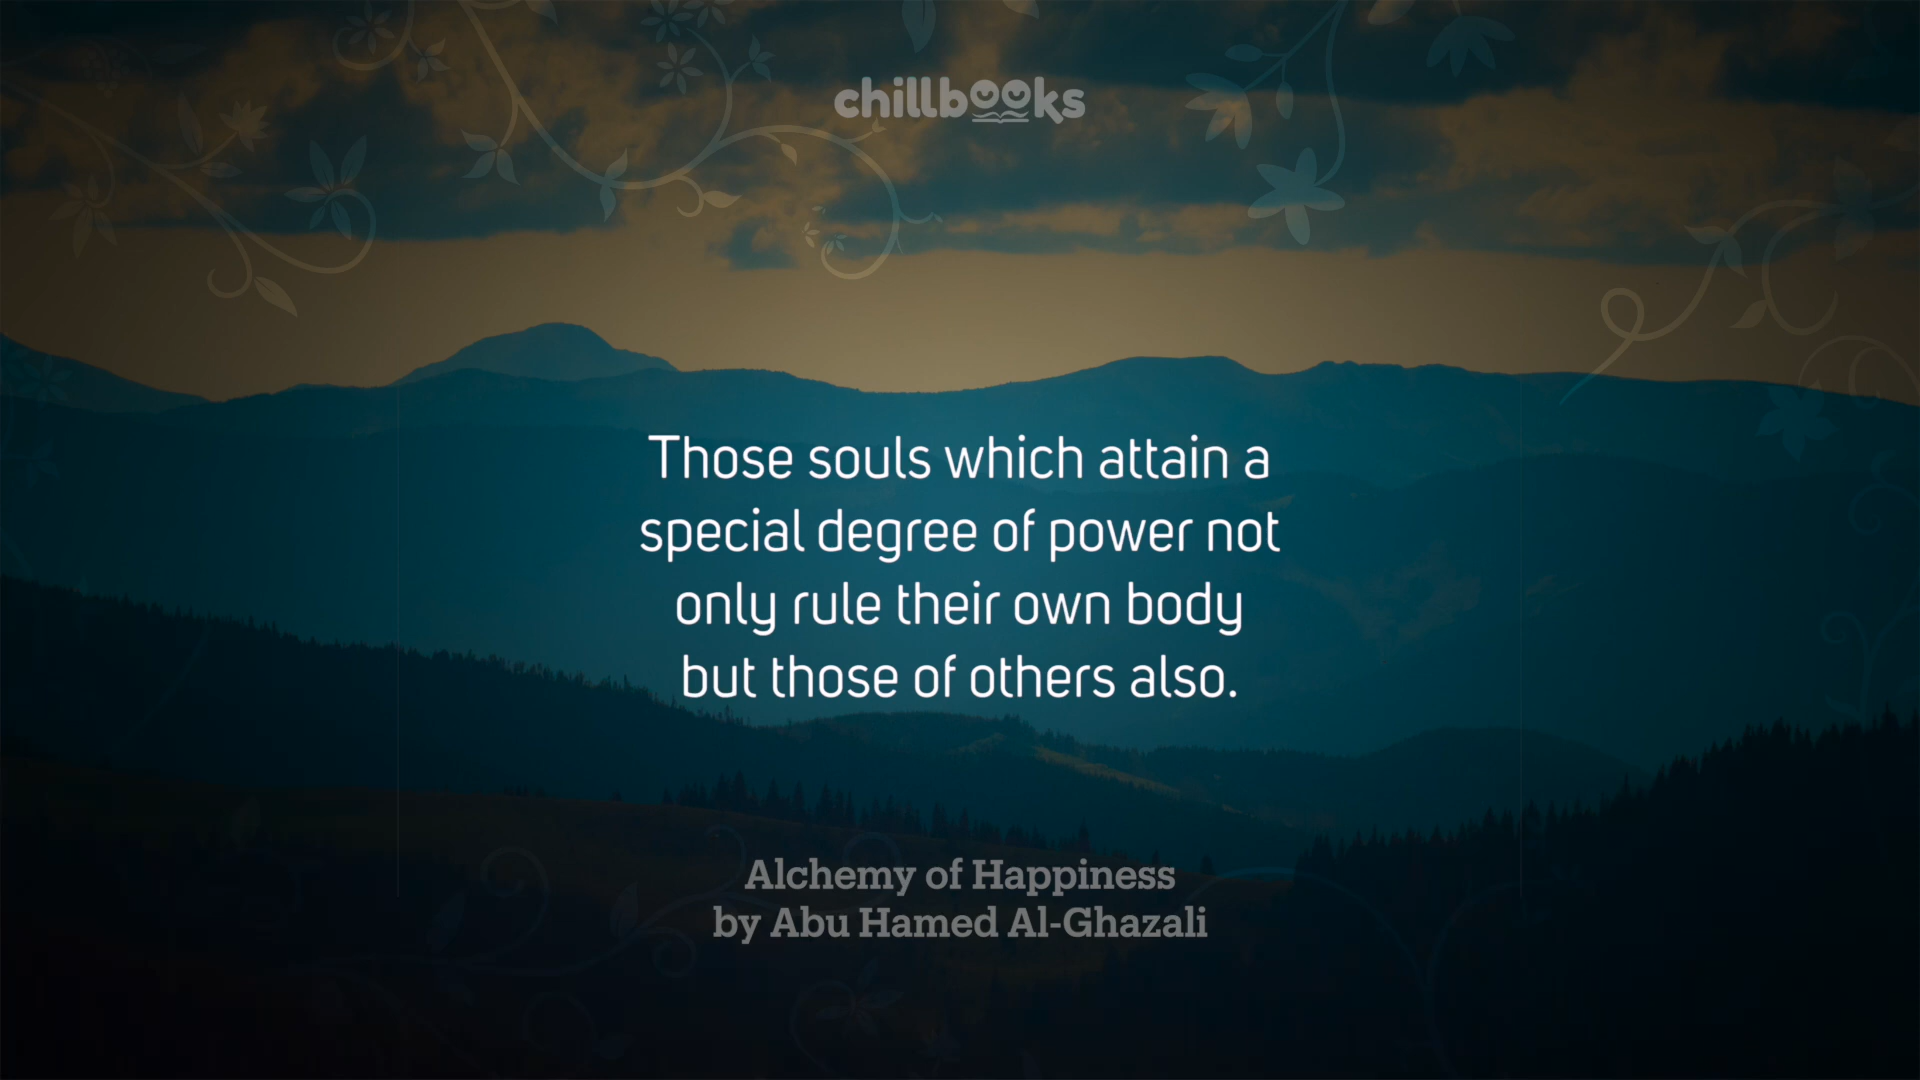 chillbooks
Those souls which attain a
special degree of power not
only rule their own body
but those of others also.
Alchemy of Happiness
by Abu Hamed Al-Ghazali